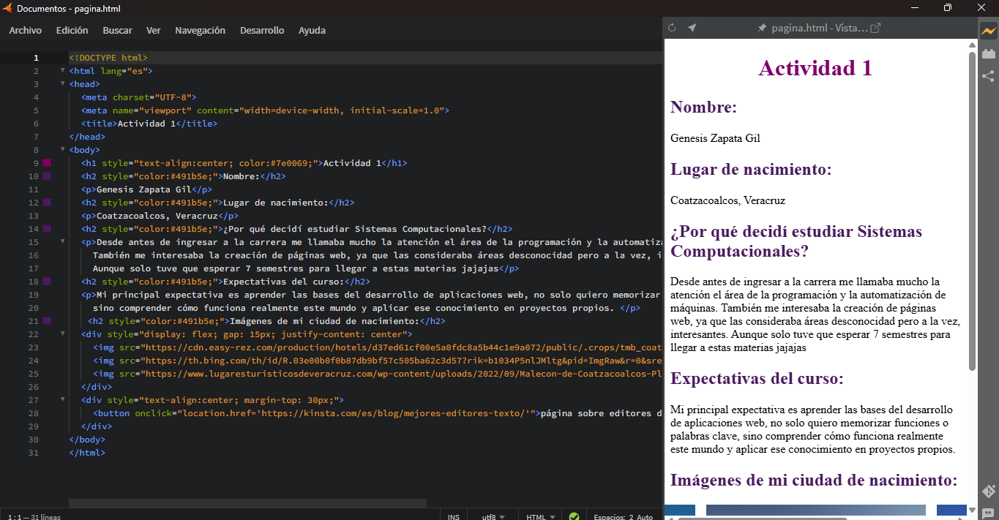 Documentos - pagina.html
Archivo Edición Buscar Ver Navegación Desarrollo Ayuda
1 <!DOCTYPE html>
2 <html lang="es">
3 <head>
4 <meta charset="UTF-8">
5 <meta name="viewport" content="width=device-width, initial-scale=1.0">
6 <title>Actividad 1</title>
7 </head>
8 <body>
9 <h1 style="text-align:center; color:#7e0069;">Actividad 1</h1>
10 <h2 style="color:#491b5e;">Nombre:</h2>
11 <p>Genesis Zapata Gil</p>
12 <h2 style="color:#491b5e;">Lugar de nacimiento:</h2>
13 <p>Coatzacoalcos, Veracruz</p>
14 <h2 style="color:#491b5e;">¿Por qué decidí estudiar Sistemas Computacionales?</h2>
15 <p>Desde antes de ingresar a la carrera me llamaba mucho la atención el área de la programación y la automatiz
16 También me interesaba la creación de páginas web, ya que las consideraba áreas desconocidad pero a la vez, i
17 Aunque solo tuve que esperar 7 semestres para llegar a estas materias jajajas</p>
18 <h2 style="color:#491b5e;">Expectativas del curso:</h2>
19 <p>Mi principal expectativa es aprender las bases del desarrollo de aplicaciones web, no solo quiero memorizar
20 sino comprender cómo funciona realmente este mundo y aplicar ese conocimiento en proyectos propios. </p>
21 <h2 style="color:#491b5e;">Imágenes de mi ciudad de nacimiento:</h2>
22 <div style="display: flex; gap: 15px; justify-content: center">
23 <img src="https://cdn.easy-rez.com/production/hotels/d37ed61cf00e5a0fdc8a5b44c1e9a072/public/.crops/tmb_coat
24 <img src="https://th.bing.com/th/id/R.03e00b0f0b87db9bf57c505ba62c3d57?rik=b1034P5nlJMltg&pid=ImgRaw&r=0&sre
25 <img src="https://www.lugaresturisticosdeveracruz.com/wp-content/uploads/2022/09/Malecon-de-Coatzacoalcos-Pl
26 </div>
27 <div style="text-align:center; margin-top: 30px;">
28 <button onclick="location.href='https://kinsta.com/es/blog/mejores-editores-texto/'">página sobre editores d
29 </div>
30 </body>
31 </html>
1 : 1 — 31 líneas INS utf8 HTML Espacios: 2 Auto
pagina.html - Vista...
Actividad 1
Nombre:
Genesis Zapata Gil
Lugar de nacimiento:
Coatzacoalcos, Veracruz
¿Por qué decidí estudiar Sistemas
Computacionales?
Desde antes de ingresar a la carrera me llamaba mucho la
atención el área de la programación y la automatización de
máquinas. También me interesaba la creación de páginas
web, ya que las consideraba áreas desconocidad pero a la vez,
interesantes. Aunque solo tuve que esperar 7 semestres para
llegar a estas materias jajajas
Expectativas del curso:
Mi principal expectativa es aprender las bases del desarrollo
de aplicaciones web, no solo quiero memorizar funciones o
palabras clave, sino comprender cómo funciona realmente
este mundo y aplicar ese conocimiento en proyectos propios.
Imágenes de mi ciudad de nacimiento: